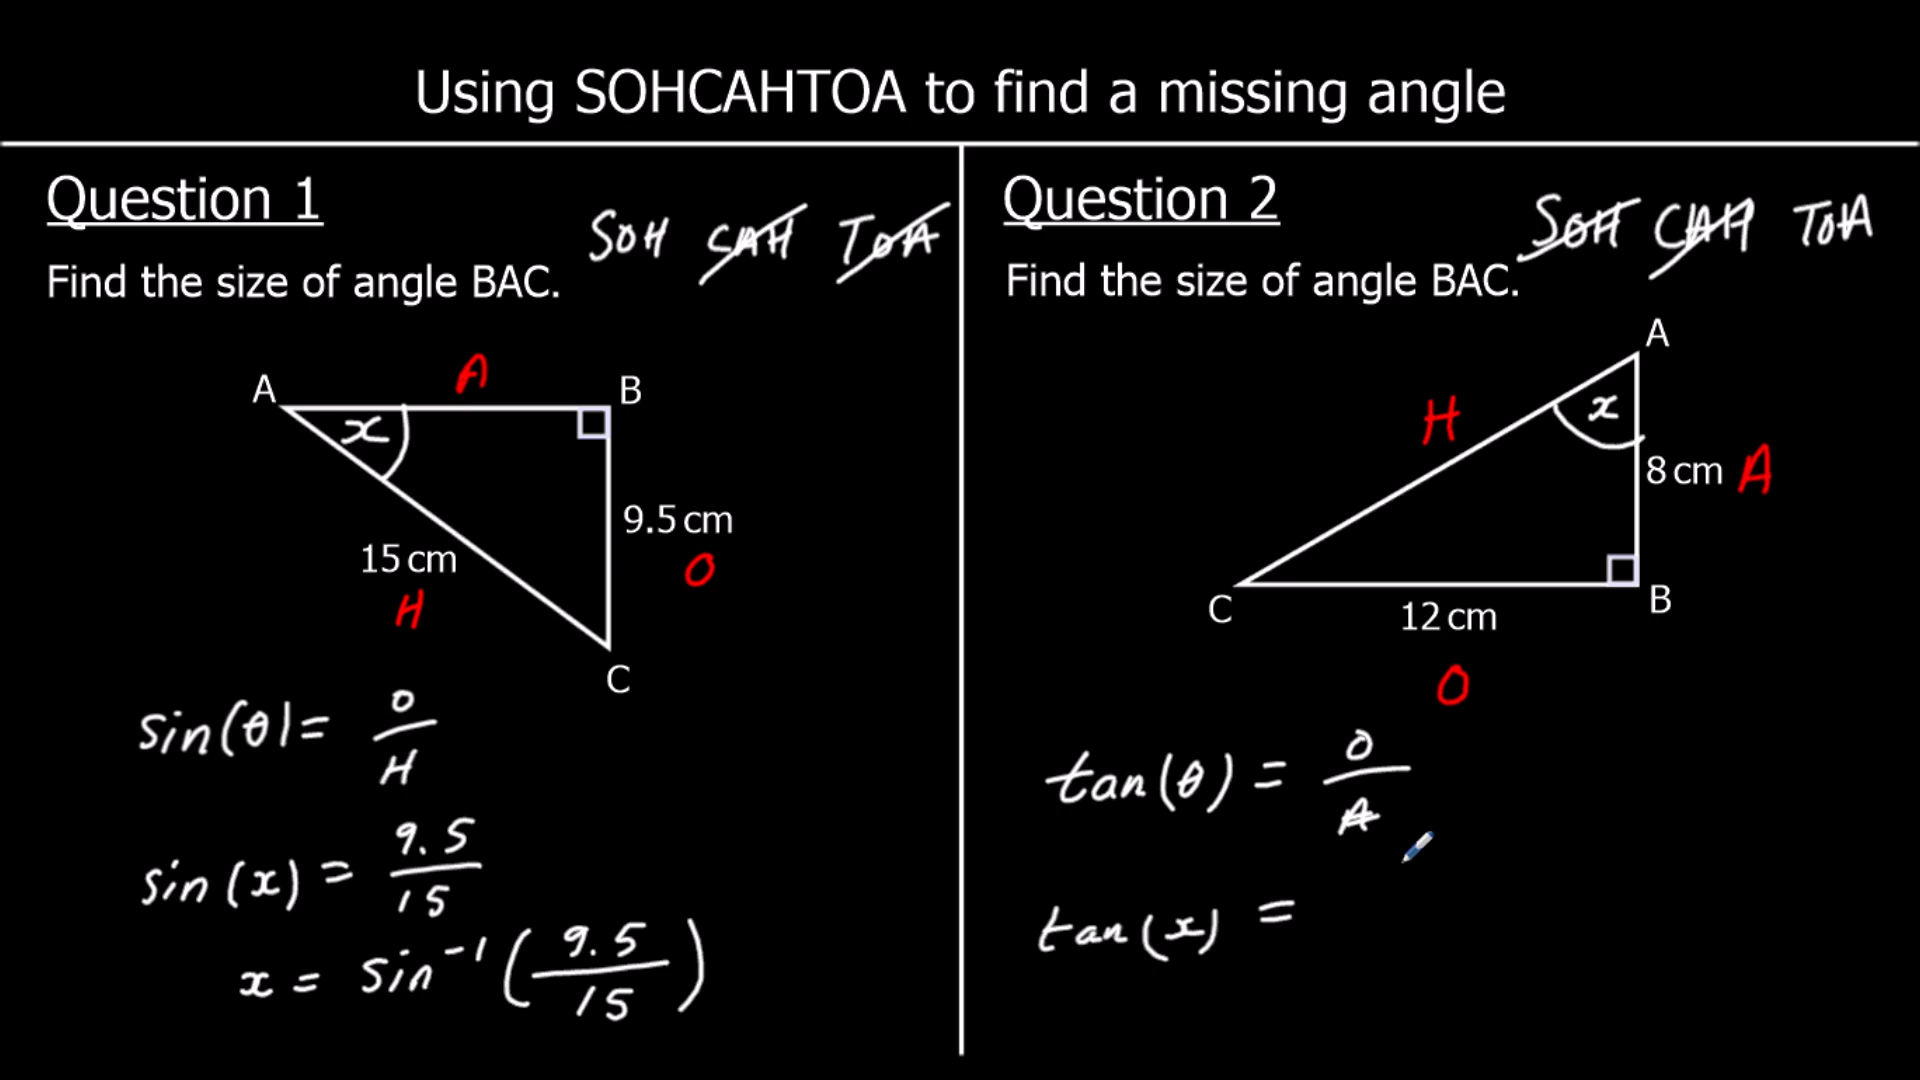 Using SOHCAHTOA to find a missing angle
Question 1
SOH CAH TOA
Find the size of angle BAC.
A
A
B
x
9.5 cm
O
15 cm
H
C
sin(θ) = O/H
sin(x) = 9.5/15
x = sin⁻¹(9.5/15)
Question 2
SOH CAH TOA
Find the size of angle BAC.
A
H
x
8 cm A
C
B
12 cm
O
tan(θ) = O/A
tan(x) =